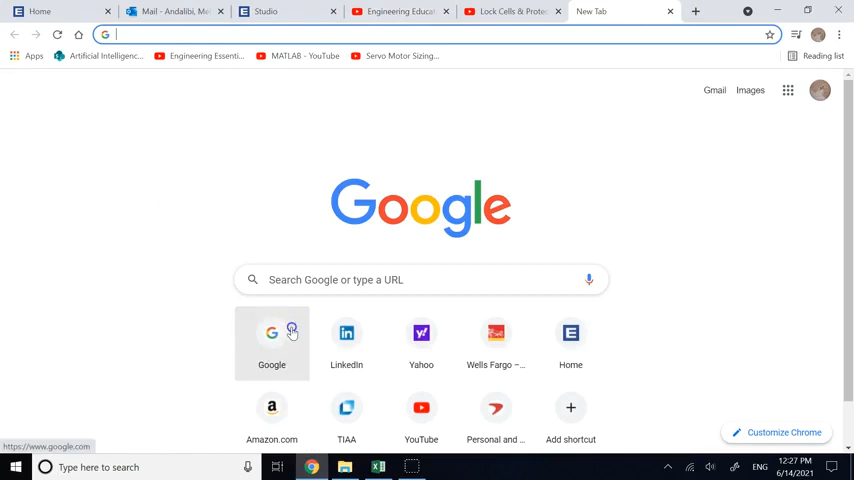 Home
Mail - Andalibi, Me
Studio
Engineering Educat
Lock Cells & Protec
New Tab
Apps
Artificial Intelligenc...
Engineering Essenti...
MATLAB - YouTube
Servo Motor Sizing...
Reading list
Gmail
Images
Google
Search Google or type a URL
Google
LinkedIn
Yahoo
Wells Fargo –...
Home
Amazon.com
TIAA
YouTube
Personal and ...
Add shortcut
Customize Chrome
https://www.google.com
Type here to search
ENG
12:27 PM
6/14/2021